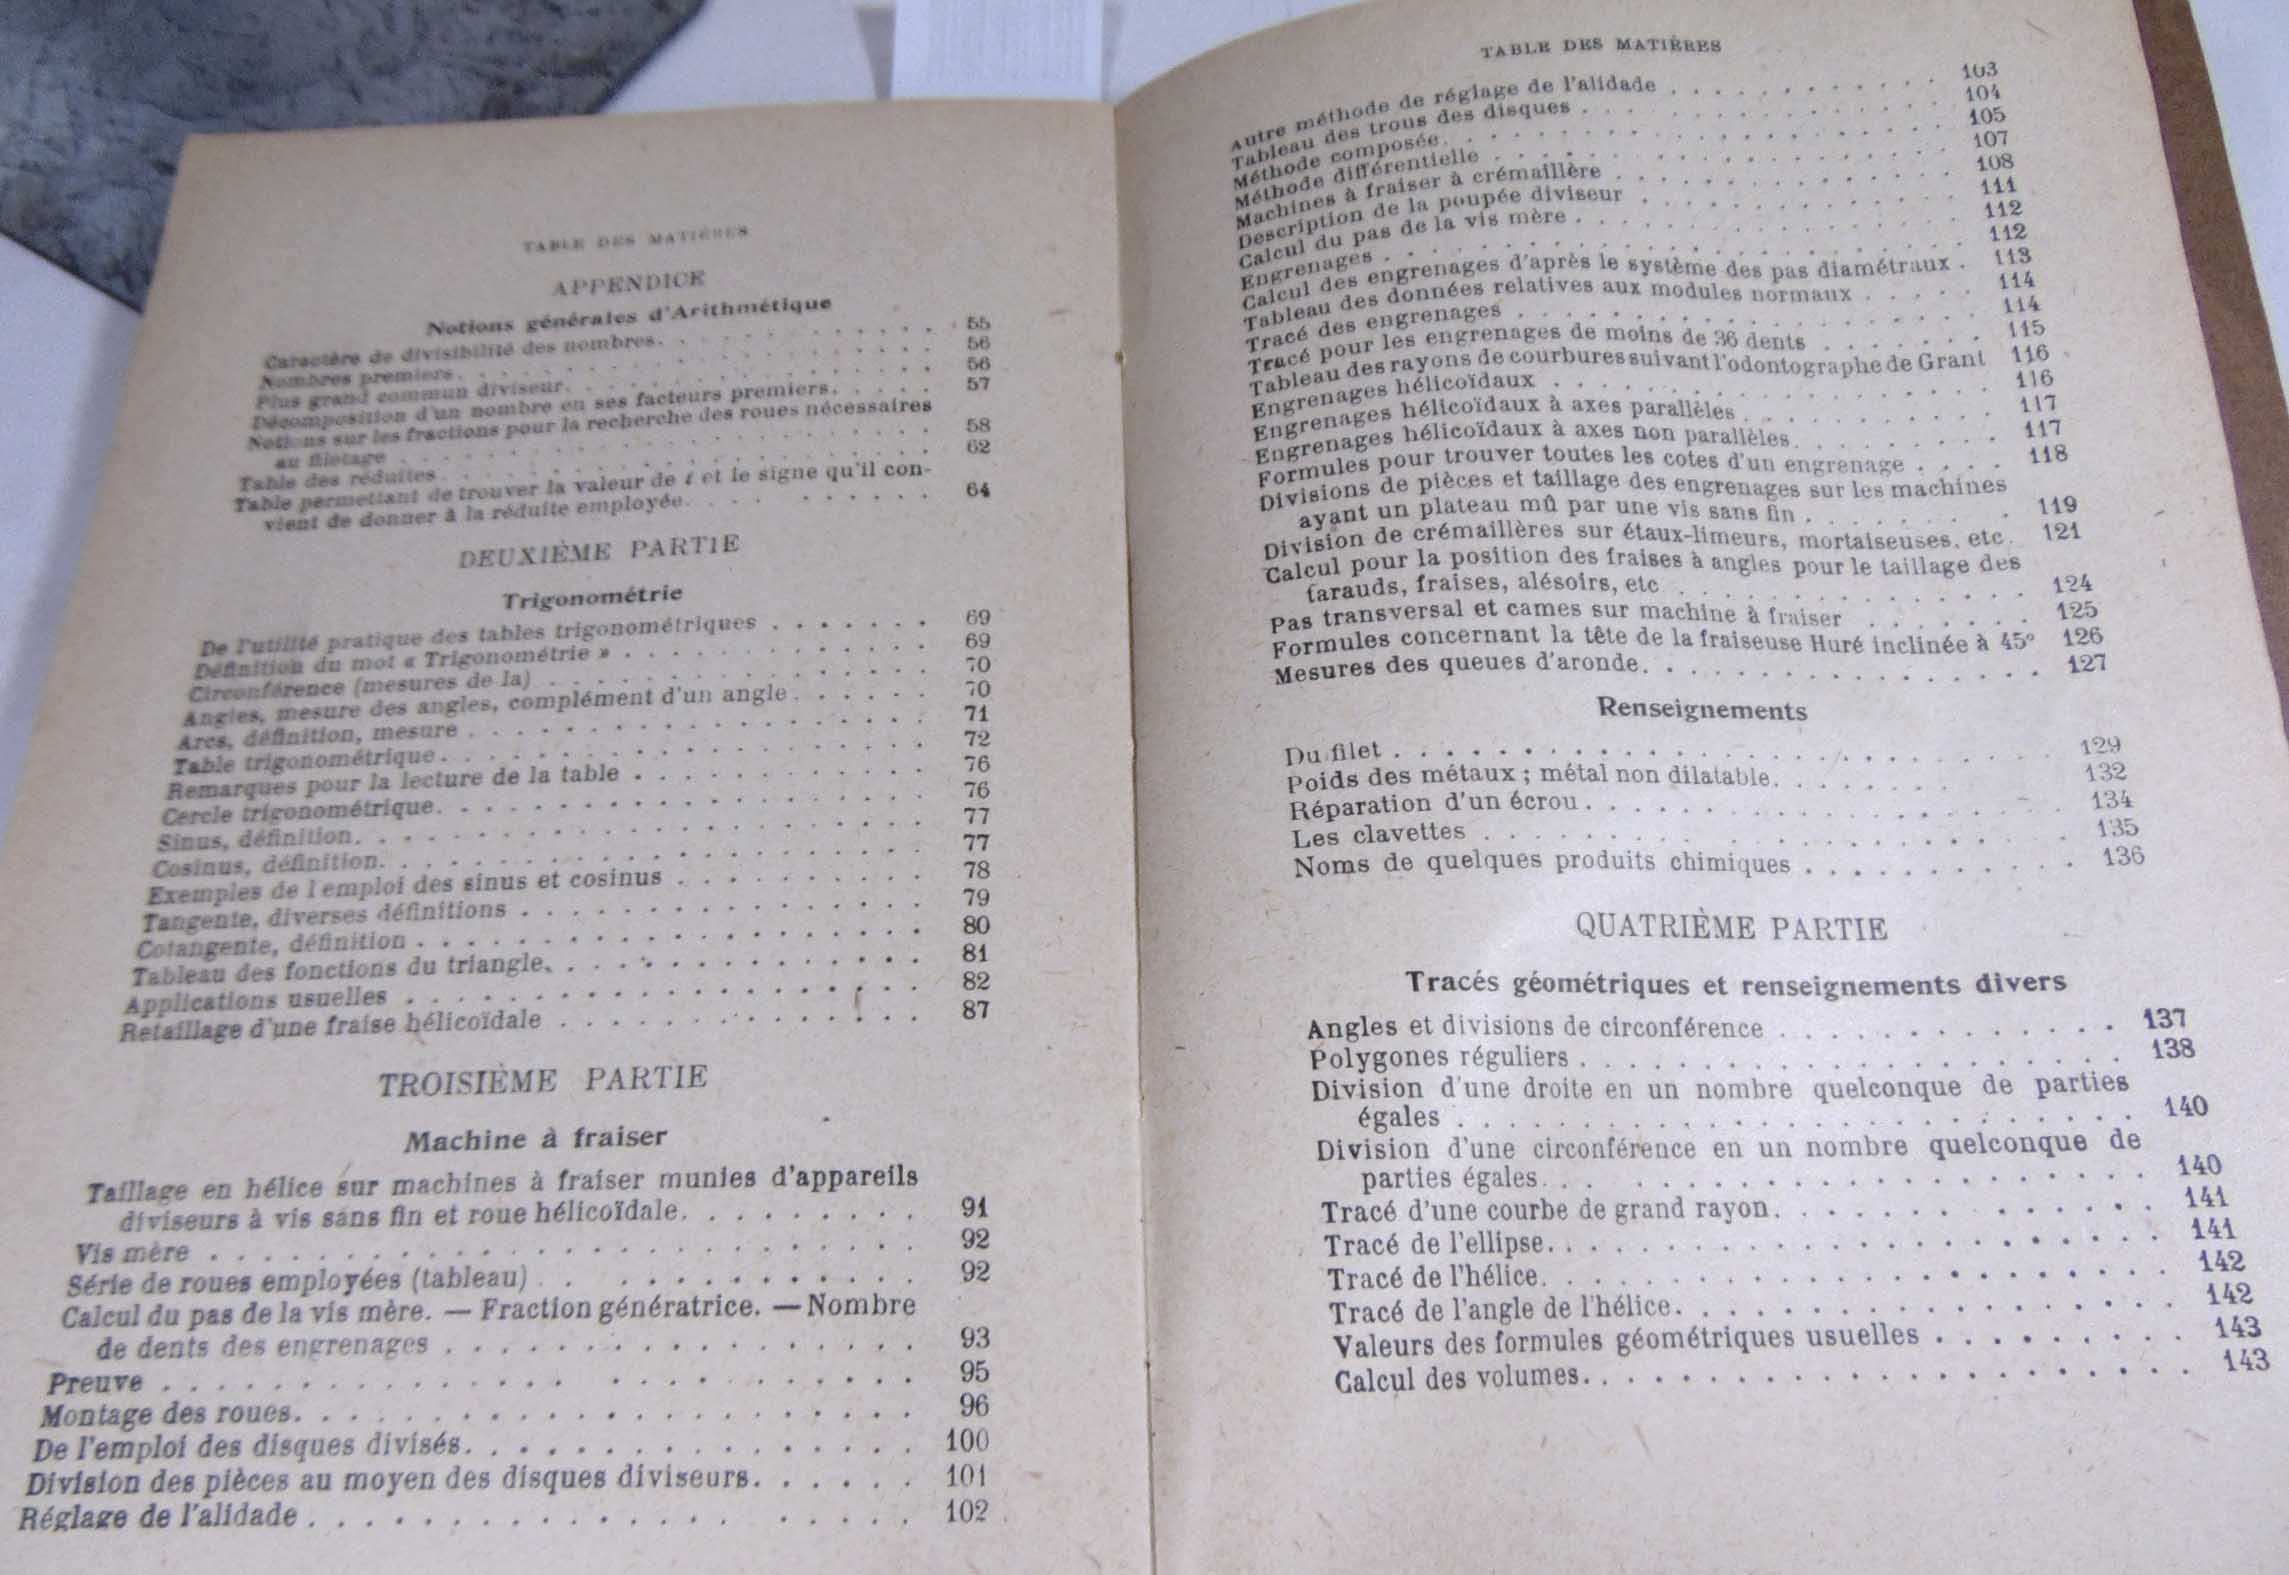 TABLE DES MATIÈRES
APPENDICE
Notions générales d'Arithmétique
Caractère de divisibilité des nombres. . . . . . . . . . . 55
Nombres premiers. . . . . . . . . . . . . . . 56
Plus grand commun diviseur. . . . . . . . . . . . 56
Décomposition d'un nombre en ses facteurs premiers. . . . . 57
Notions sur les fractions pour la recherche des roues nécessaires
au filetage . . . . . . . . . . . . . . . 58
Table des réduites. . . . . . . . . . . . . . . 62
Table permettant de trouver la valeur de t et le signe qu'il con-
vient de donner à la réduite employée. . . . . . . . . 64
DEUXIÈME PARTIE
Trigonométrie
De l'utilité pratique des tables trigonométriques . . . . . . . 69
Définition du mot « Trigonométrie » . . . . . . . . . . . . 69
Circonférence (mesures de la) . . . . . . . . . . . . . 70
Angles, mesure des angles, complément d'un angle. . . . . . 70
Arcs, définition, mesure . . . . . . . . . . . . . . 71
Table trigonométrique. . . . . . . . . . . . . . . 72
Remarques pour la lecture de la table . . . . . . . . . . 76
Cercle trigonométrique. . . . . . . . . . . . . . . 76
Sinus, définition. . . . . . . . . . . . . . . . . 77
Cosinus, définition. . . . . . . . . . . . . . . . 77
Exemples de l'emploi des sinus et cosinus . . . . . . . . . 78
Tangente, diverses définitions . . . . . . . . . . . . . 79
Cotangente, définition . . . . . . . . . . . . . . . 80
Tableau des fonctions du triangle. . . . . . . . . . . . 81
Applications usuelles . . . . . . . . . . . . . . . 82
Retaillage d'une fraise hélicoïdale . . . . . . . . . . . 87
TROISIÈME PARTIE
Machine à fraiser
Taillage en hélice sur machines à fraiser munies d'appareils
diviseurs à vis sans fin et roue hélicoïdale. . . . . . . . . 91
Vis mère . . . . . . . . . . . . . . . . . . . 92
Série de roues employées (tableau) . . . . . . . . . . . 92
Calcul du pas de la vis mère. — Fraction génératrice. — Nombre
de dents des engrenages . . . . . . . . . . . . . . 93
Preuve . . . . . . . . . . . . . . . . . . . . 95
Montage des roues. . . . . . . . . . . . . . . . . 96
De l'emploi des disques divisés. . . . . . . . . . . . . 100
Division des pièces au moyen des disques diviseurs. . . . . . 101
Réglage de l'alidade . . . . . . . . . . . . . . . . 102
TABLE DES MATIÈRES
Autre méthode de réglage de l'alidade . . . . . . . . . . 103
Tableau des trous des disques . . . . . . . . . . . . . 104
Méthode composée. . . . . . . . . . . . . . . . . 105
Méthode différentielle . . . . . . . . . . . . . . . 107
Machines à fraiser à crémaillère . . . . . . . . . . . . 108
Description de la poupée diviseur . . . . . . . . . . . 111
Calcul du pas de la vis mère . . . . . . . . . . . . . 112
Engrenages . . . . . . . . . . . . . . . . . . 112
Calcul des engrenages d'après le système des pas diamétraux . 113
Tableau des données relatives aux modules normaux . . . . . 114
Tracé des engrenages . . . . . . . . . . . . . . . 114
Tracé pour les engrenages de moins de 36 dents . . . . . . . 115
Tableau des rayons de courbures suivant l'odontographe de Grant 116
Engrenages hélicoïdaux . . . . . . . . . . . . . . . 116
Engrenages hélicoïdaux à axes parallèles . . . . . . . . . 117
Engrenages hélicoïdaux à axes non parallèles. . . . . . . . 117
Formules pour trouver toutes les cotes d'un engrenage . . . . 118
Divisions de pièces et taillage des engrenages sur les machines
ayant un plateau mû par une vis sans fin . . . . . . . . 119
Division de crémaillères sur étaux-limeurs, mortaiseuses, etc. 121
Calcul pour la position des fraises à angles pour le taillage des
tarauds, fraises, alésoirs, etc . . . . . . . . . . . . 124
Pas transversal et cames sur machine à fraiser . . . . . . . 125
Formules concernant la tête de la fraiseuse Huré inclinée à 45° 126
Mesures des queues d'aronde. . . . . . . . . . . . . . 127
Renseignements
Du filet . . . . . . . . . . . . . . . . . . . 129
Poids des métaux ; métal non dilatable. . . . . . . . . 132
Réparation d'un écrou. . . . . . . . . . . . . . . . 134
Les clavettes . . . . . . . . . . . . . . . . . . 135
Noms de quelques produits chimiques . . . . . . . . . . . 136
QUATRIÈME PARTIE
Tracés géométriques et renseignements divers
Angles et divisions de circonférence . . . . . . . . . . . 137
Polygones réguliers . . . . . . . . . . . . . . . . 138
Division d'une droite en un nombre quelconque de parties
égales . . . . . . . . . . . . . . . . . . . . 140
Division d'une circonférence en un nombre quelconque de
parties égales. . . . . . . . . . . . . . . . . . 140
Tracé d'une courbe de grand rayon. . . . . . . . . . . . 141
Tracé de l'ellipse. . . . . . . . . . . . . . . . . 141
Tracé de l'hélice. . . . . . . . . . . . . . . . . 142
Tracé de l'angle de l'hélice. . . . . . . . . . . . . . 142
Valeurs des formules géométriques usuelles . . . . . . . . 143
Calcul des volumes. . . . . . . . . . . . . . . . . 143